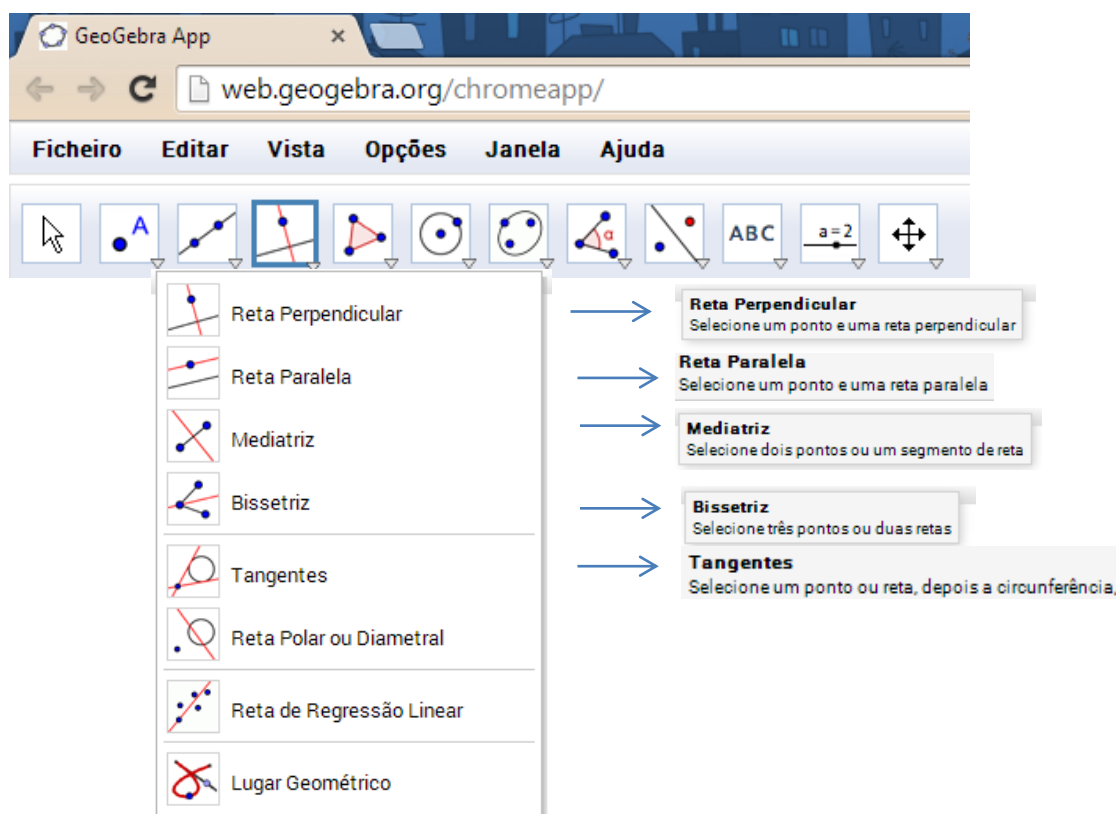 GeoGebra App ×
web.geogebra.org/chromeapp/
Ficheiro Editar Vista Opções Janela Ajuda
A α ABC a=2
Reta Perpendicular
Reta Perpendicular
Selecione um ponto e uma reta perpendicular
Reta Paralela
Reta Paralela
Selecione um ponto e uma reta paralela
Mediatriz
Mediatriz
Selecione dois pontos ou um segmento de reta
Bissetriz
Bissetriz
Selecione três pontos ou duas retas
Tangentes
Tangentes
Selecione um ponto ou reta, depois a circunferência,
Reta Polar ou Diametral
Reta de Regressão Linear
Lugar Geométrico